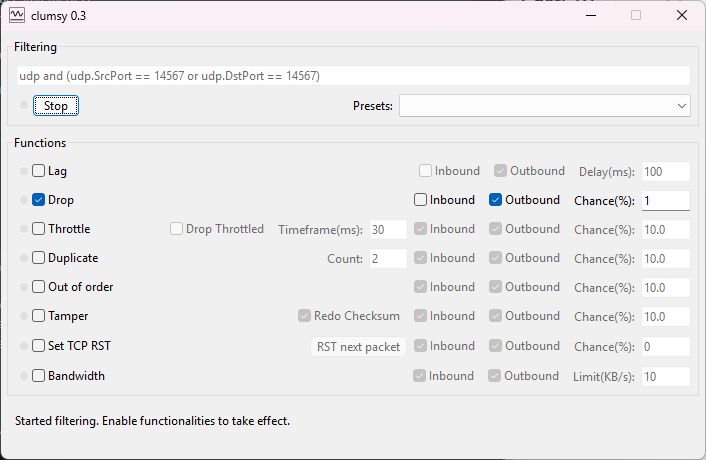 clumsy 0.3
Filtering
udp and (udp.SrcPort == 14567 or udp.DstPort == 14567)
Stop Presets:
Functions
Lag Inbound Outbound Delay(ms): 100
Drop Inbound Outbound Chance(%): 1
Throttle Drop Throttled Timeframe(ms): 30 Inbound Outbound Chance(%): 10.0
Duplicate Count: 2 Inbound Outbound Chance(%): 10.0
Out of order Inbound Outbound Chance(%): 10.0
Tamper Redo Checksum Inbound Outbound Chance(%): 10.0
Set TCP RST RST next packet Inbound Outbound Chance(%): 0
Bandwidth Inbound Outbound Limit(KB/s): 10
Started filtering. Enable functionalities to take effect.